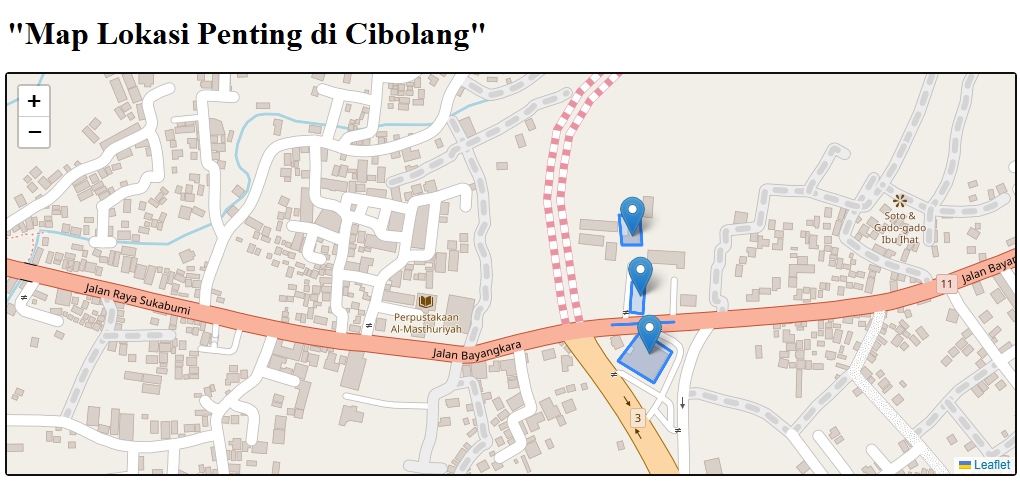 "Map Lokasi Penting di Cibolang"
+
−
Soto &
Gado-gado
Ibu Ihat
11
Jalan Bayan
Jalan Raya Sukabumi
Perpustakaan
Al-Masthuriyah
Jalan Bayangkara
3
Leaflet